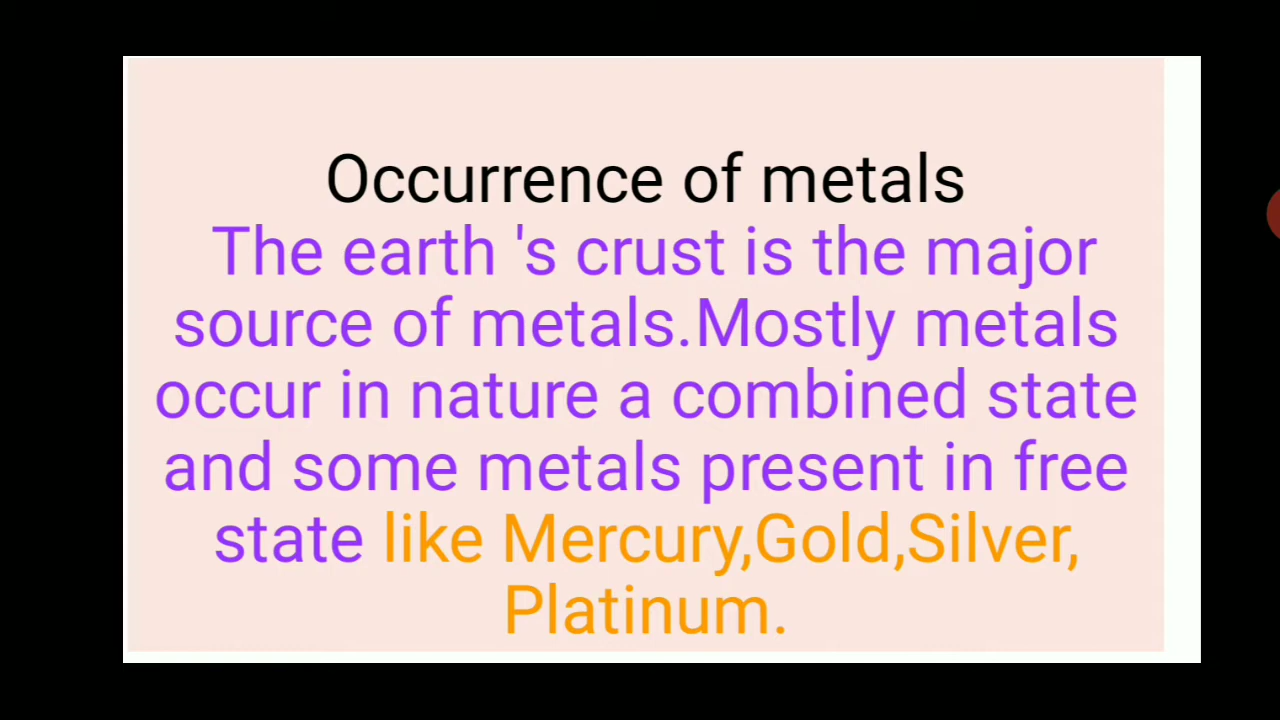 Occurrence of metals
The earth 's crust is the major
source of metals.Mostly metals
occur in nature a combined state
and some metals present in free
state like Mercury,Gold,Silver,
Platinum.